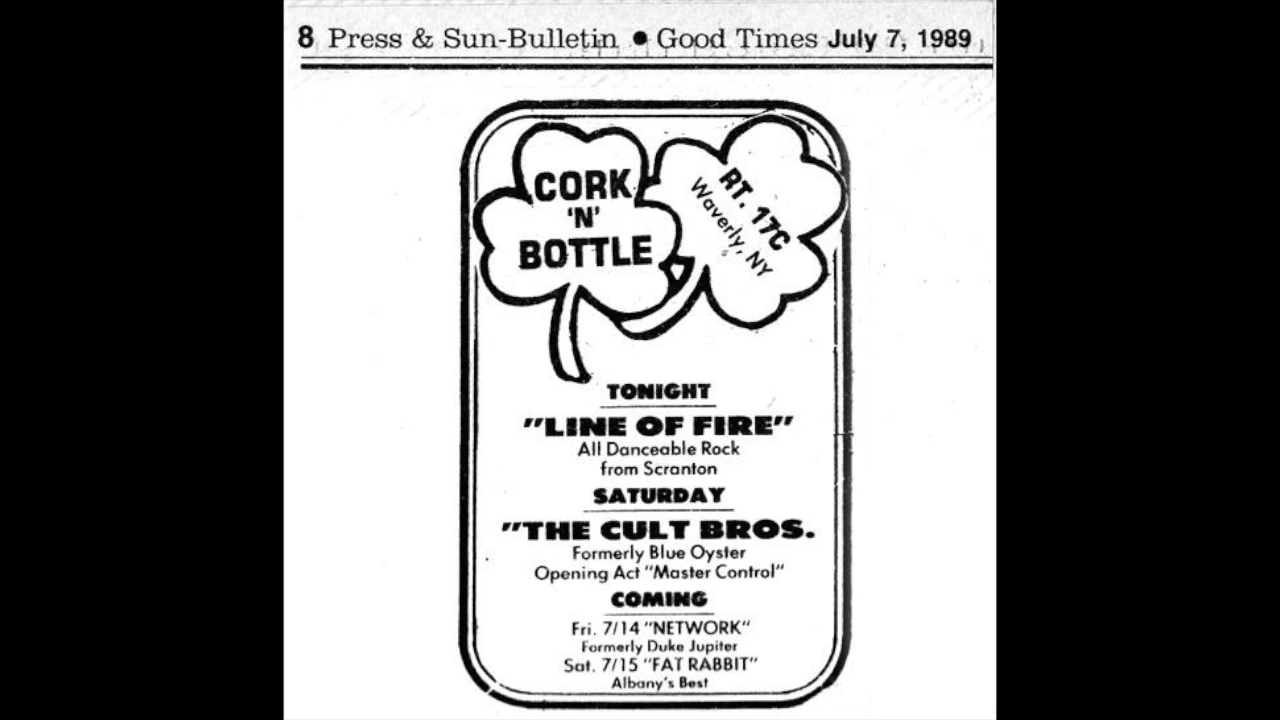 8 Press & Sun-Bulletin ● Good Times July 7, 1989
CORK
'N'
BOTTLE
RT. 17C
Waverly, NY
TONIGHT
"LINE OF FIRE"
All Danceable Rock
from Scranton
SATURDAY
"THE CULT BROS.
Formerly Blue Oyster
Opening Act "Master Control"
COMING
Fri. 7/14 "NETWORK"
Formerly Duke Jupiter
Sat. 7/15 "FAT RABBIT"
Albany's Best